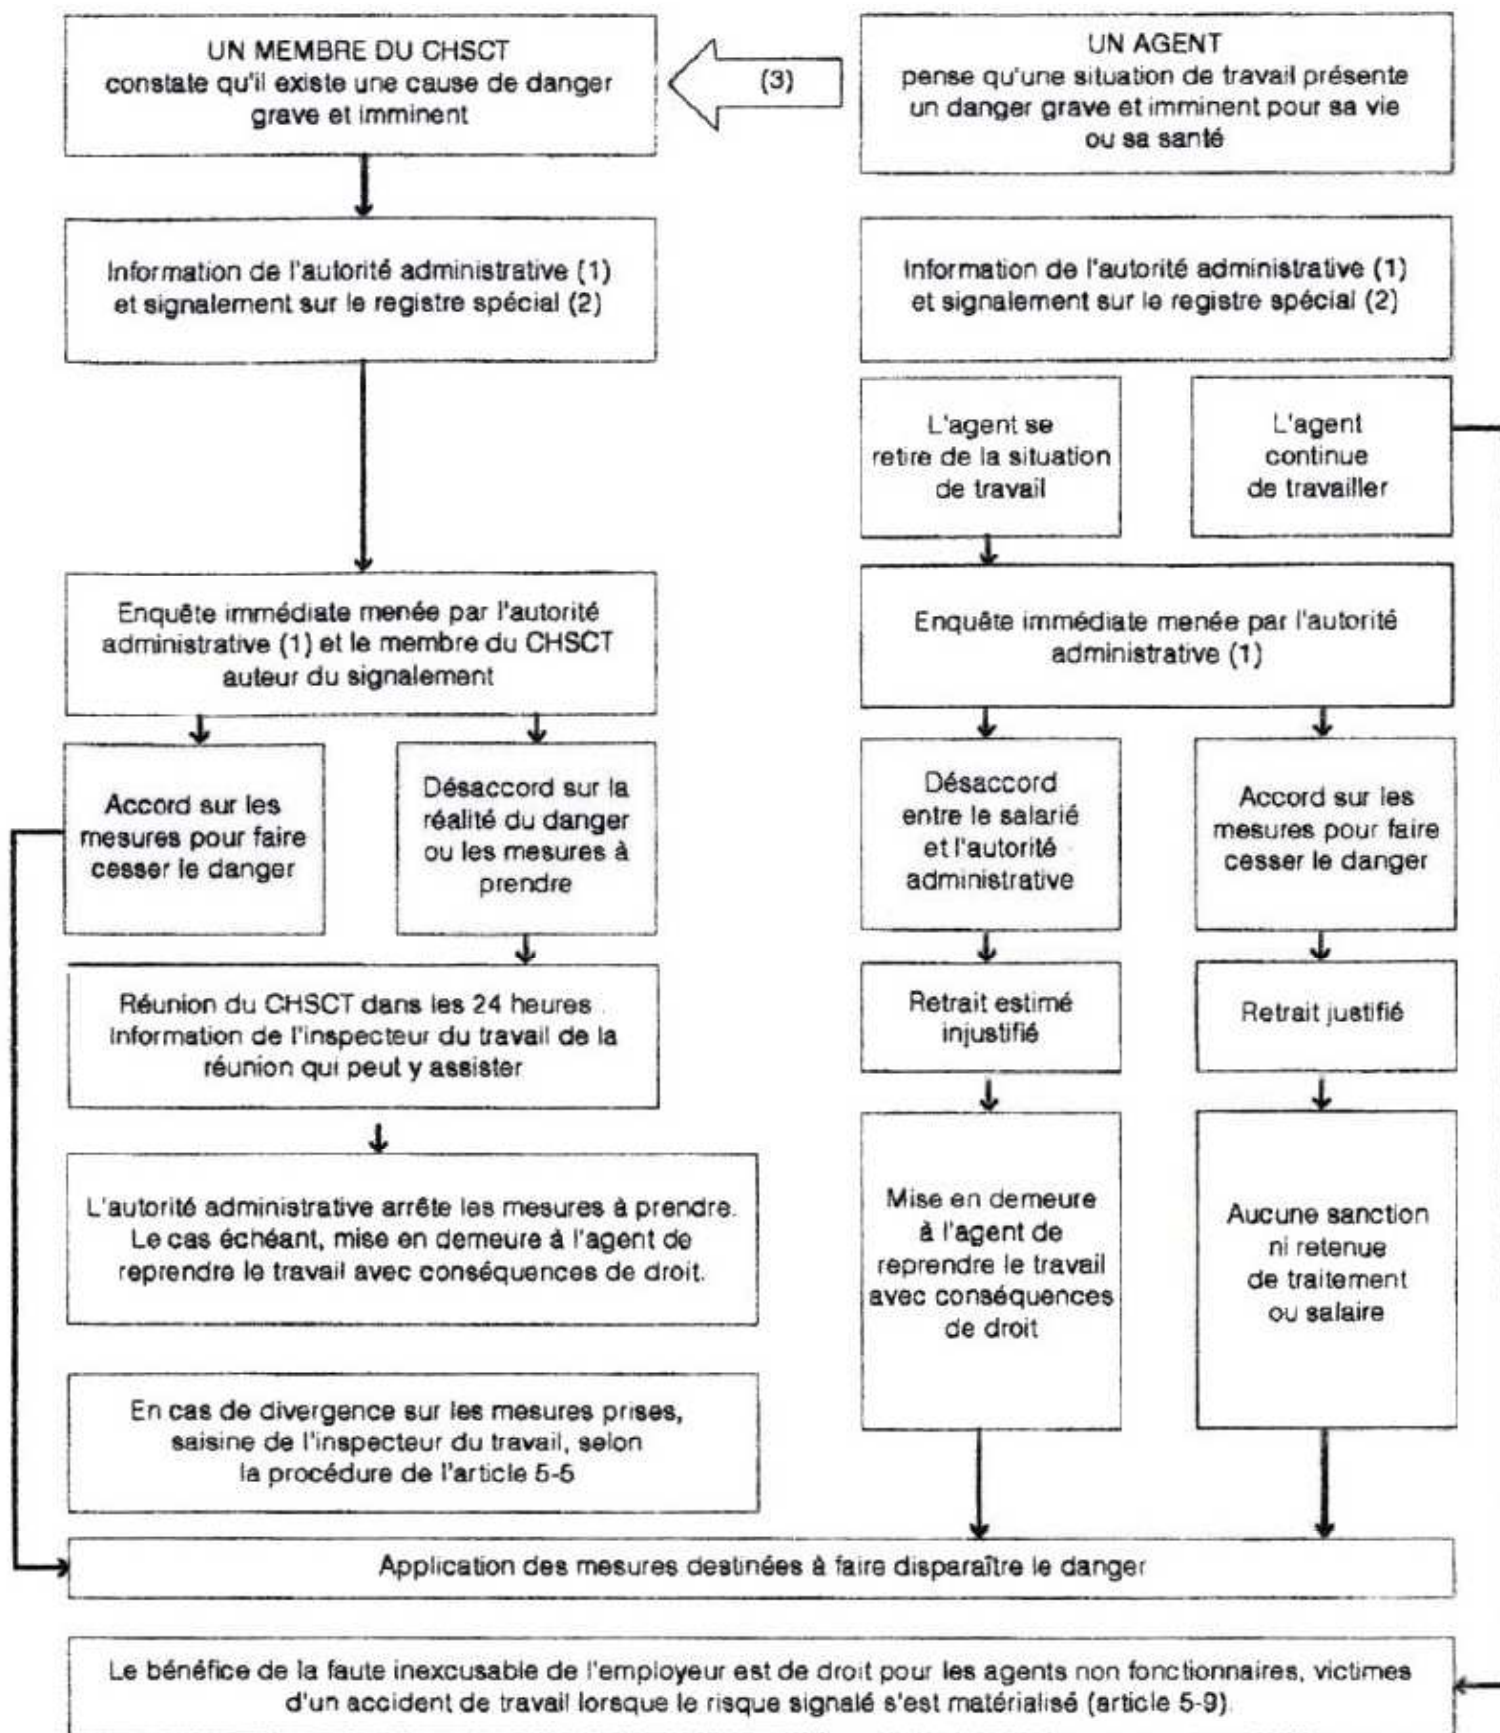 UN MEMBRE DU CHSCT
constate qu'il existe une cause de danger
grave et imminent
(3)
UN AGENT
pense qu'une situation de travail présente
un danger grave et imminent pour sa vie
ou sa santé
Information de l'autorité administrative (1)
et signalement sur le registre spécial (2)
Information de l'autorité administrative (1)
et signalement sur le registre spécial (2)
L'agent se
retire de la situation
de travail
L'agent
continue
de travailler
Enquête immédiate menée par l'autorité
administrative (1) et le membre du CHSCT
auteur du signalement
Enquête immédiate menée par l'autorité
administrative (1)
Accord sur les
mesures pour faire
cesser le danger
Désaccord sur la
réalité du danger
ou les mesures à
prendre
Désaccord
entre le salarié
et l'autorité
administrative
Accord sur les
mesures pour faire
cesser le danger
Réunion du CHSCT dans les 24 heures.
Information de l'inspecteur du travail de la
réunion qui peut y assister
Retrait estimé
injustifié
Retrait justifié
L'autorité administrative arrête les mesures à prendre.
Le cas échéant, mise en demeure à l'agent de
reprendre le travail avec conséquences de droit.
Mise en demeure
à l'agent de
reprendre le travail
avec conséquences
de droit
Aucune sanction
ni retenue
de traitement
ou salaire
En cas de divergence sur les mesures prises,
saisine de l'inspecteur du travail, selon
la procédure de l'article 5-5
Application des mesures destinées à faire disparaître le danger
Le bénéfice de la faute inexcusable de l'employeur est de droit pour les agents non fonctionnaires, victimes
d'un accident de travail lorsque le risque signalé s'est matérialisé (article 5-9).